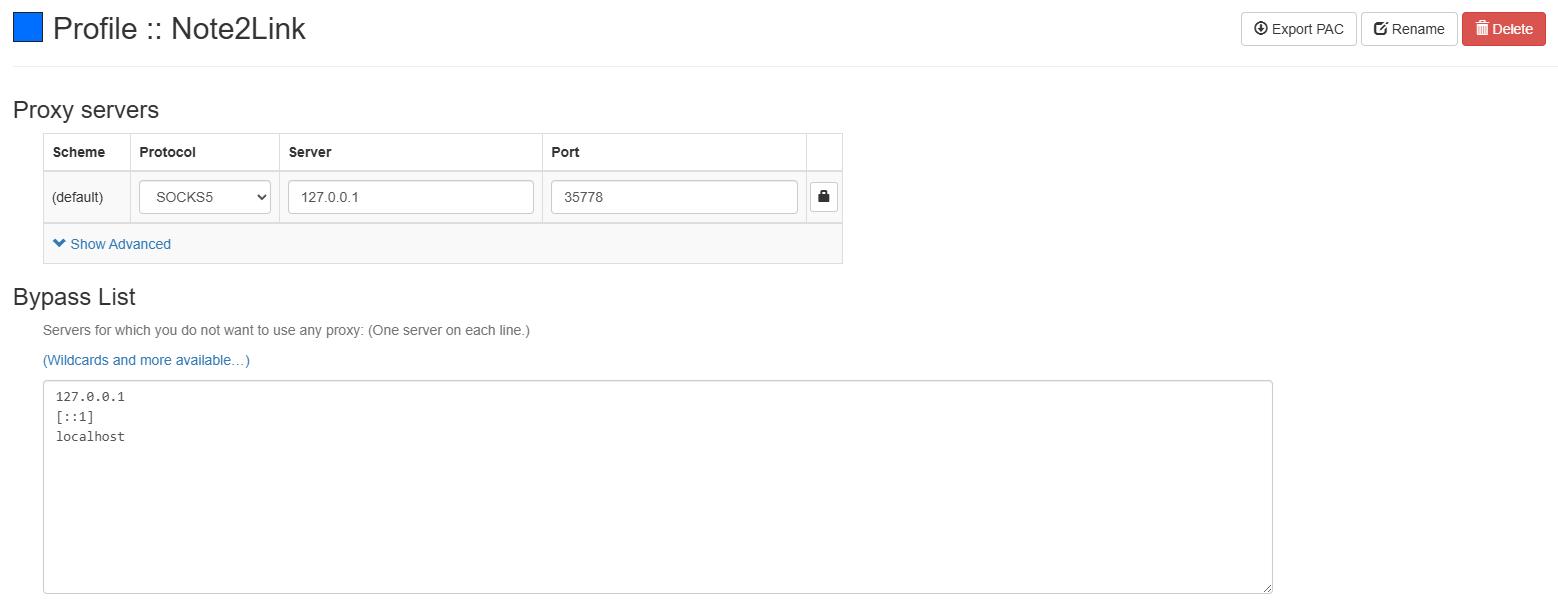 Profile :: Note2Link
Export PAC
Rename
Delete
Proxy servers
Scheme Protocol Server Port
(default) SOCKS5 127.0.0.1 35778
Show Advanced
Bypass List
Servers for which you do not want to use any proxy: (One server on each line.)
(Wildcards and more available…)
127.0.0.1
[::1]
localhost